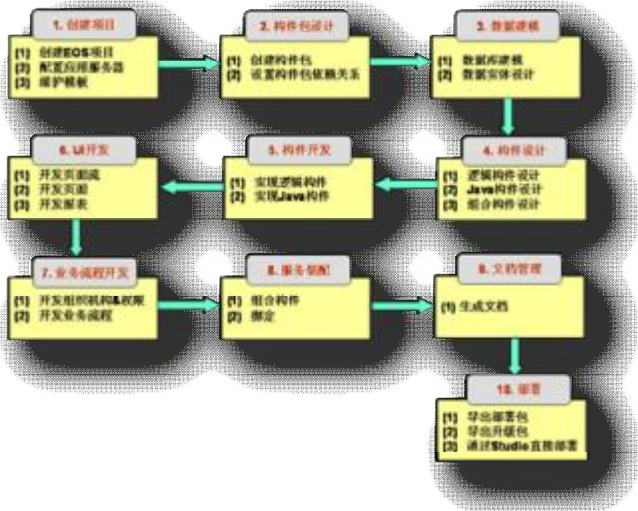 1. 创建项目
(1) 创建EOS项目
(2) 配置应用服务器
(3) 维护模板
2. 构件包设计
(1) 创建构件包
(2) 设置构件包依赖关系
3. 数据建模
(1) 数据库建模
(2) 数据实体设计
4. 构件设计
(1) 逻辑构件设计
(2) Java构件设计
(3) 组合构件设计
5. 构件开发
(1) 实现逻辑构件
(2) 实现Java构件
6. UI开发
(1) 开发页面流
(2) 开发页面
(3) 开发报表
7. 业务流程开发
(1) 开发组织机构&权限
(2) 开发业务流程
8. 服务装配
(1) 组合构件
(2) 绑定
9. 文档管理
(1) 生成文档
10. 部署
(1) 导出部署包
(2) 导出升级包
(3) 通过Studio直接部署